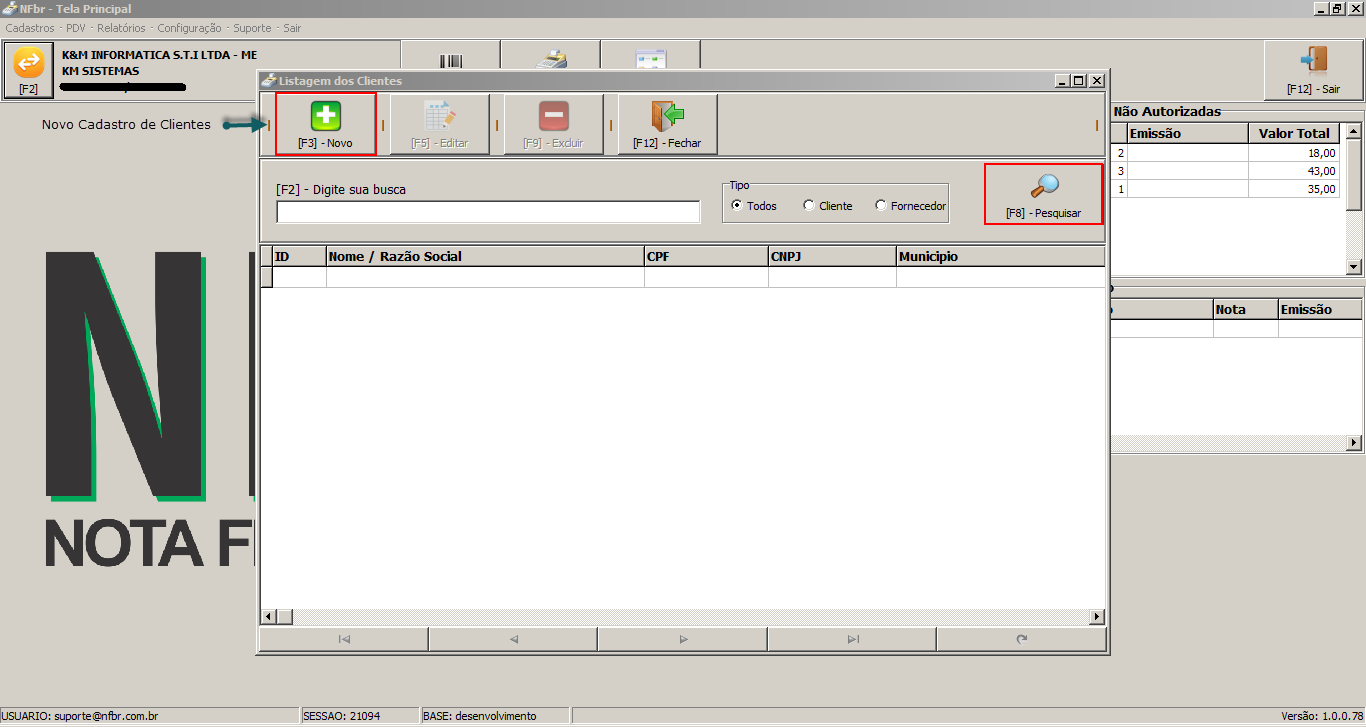 NFbr - Tela Principal
Cadastros - PDV - Relatórios - Configuração - Suporte - Sair
[F2]
K&M INFORMATICA S.T.I LTDA - ME
KM SISTEMAS
[F12] - Sair
Listagem dos Clientes
Novo Cadastro de Clientes
[F3] - Novo
[F5] - Editar
[F9] - Excluir
[F12] - Fechar
[F2] - Digite sua busca
Tipo
Todos
Cliente
Fornecedor
[F8] - Pesquisar
ID
Nome / Razão Social
CPF
CNPJ
Municipio
Não Autorizadas
Emissão
Valor Total
2 18,00
3 43,00
1 35,00
Nota
Emissão
NOTA
USUARIO: suporte@nfbr.com.br
SESSAO: 21094
BASE: desenvolvimento
Versão: 1.0.0.78